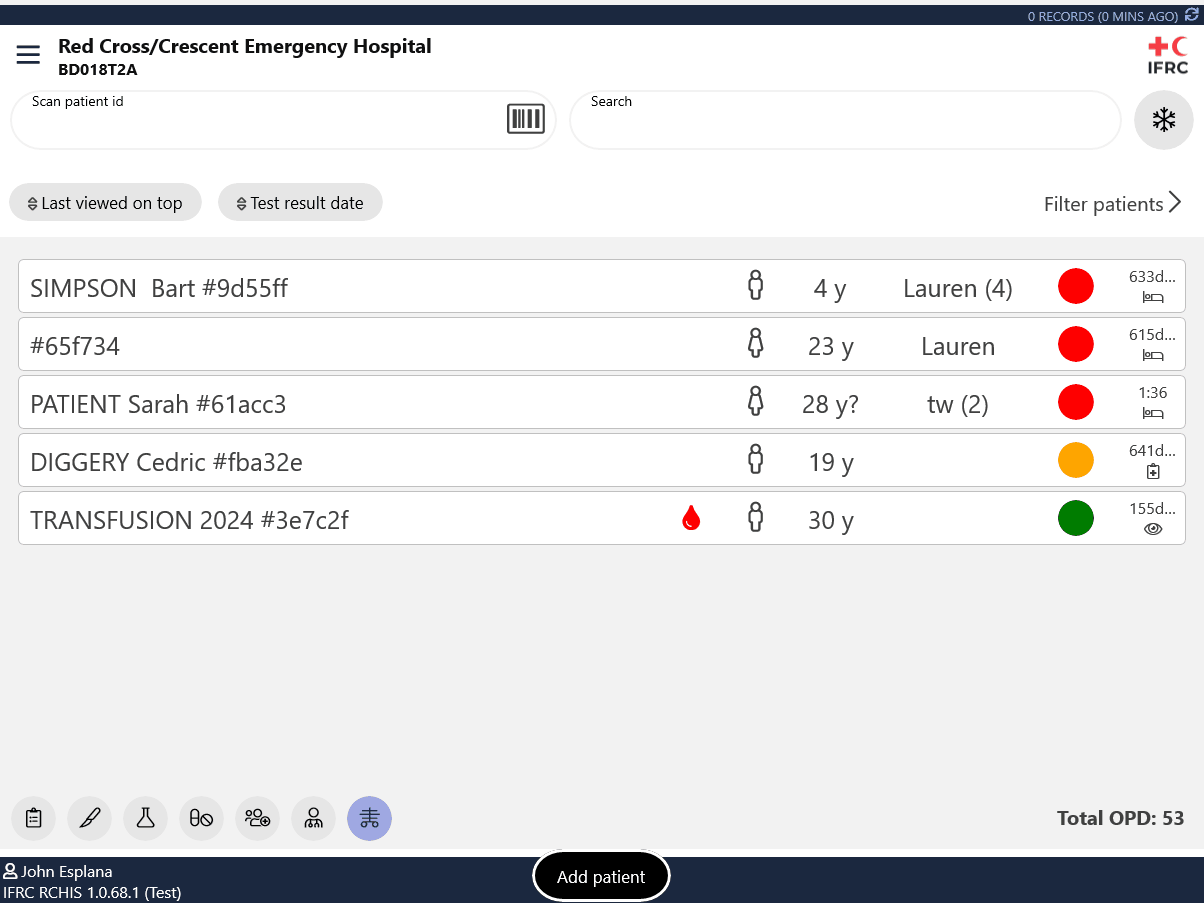 0 RECORDS (0 MINS AGO)
Red Cross/Crescent Emergency Hospital
BD018T2A
IFRC
Scan patient id
Search
Last viewed on top
Test result date
Filter patients
SIMPSON Bart #9d55ff 4 y Lauren (4) 633d...
#65f734 23 y Lauren 615d...
PATIENT Sarah #61acc3 28 y? tw (2) 1:36
DIGGERY Cedric #fba32e 19 y 641d...
TRANSFUSION 2024 #3e7c2f 30 y 155d...
Total OPD: 53
John Esplana
IFRC RCHIS 1.0.68.1 (Test)
Add patient